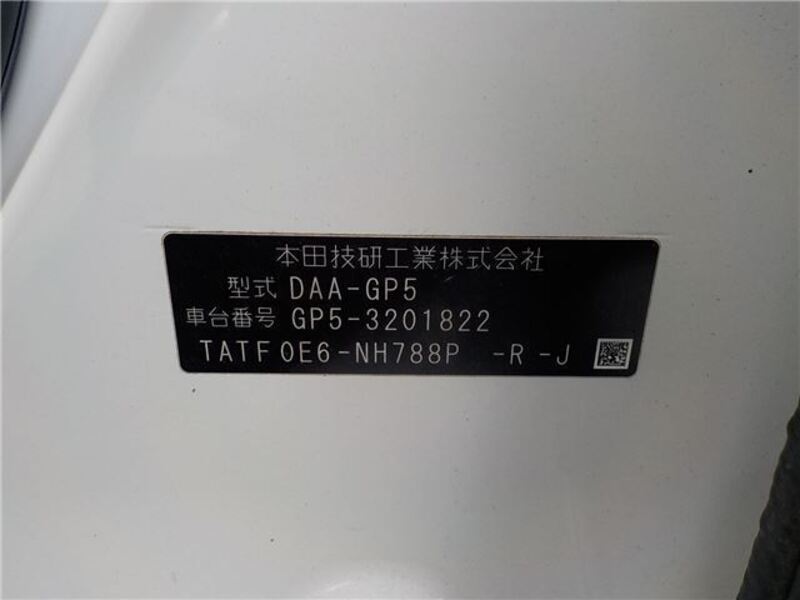 本田技研工業株式会社
型式 DAA-GP5
車台番号 GP5-3201822
TATF0E6-NH788P -R -J